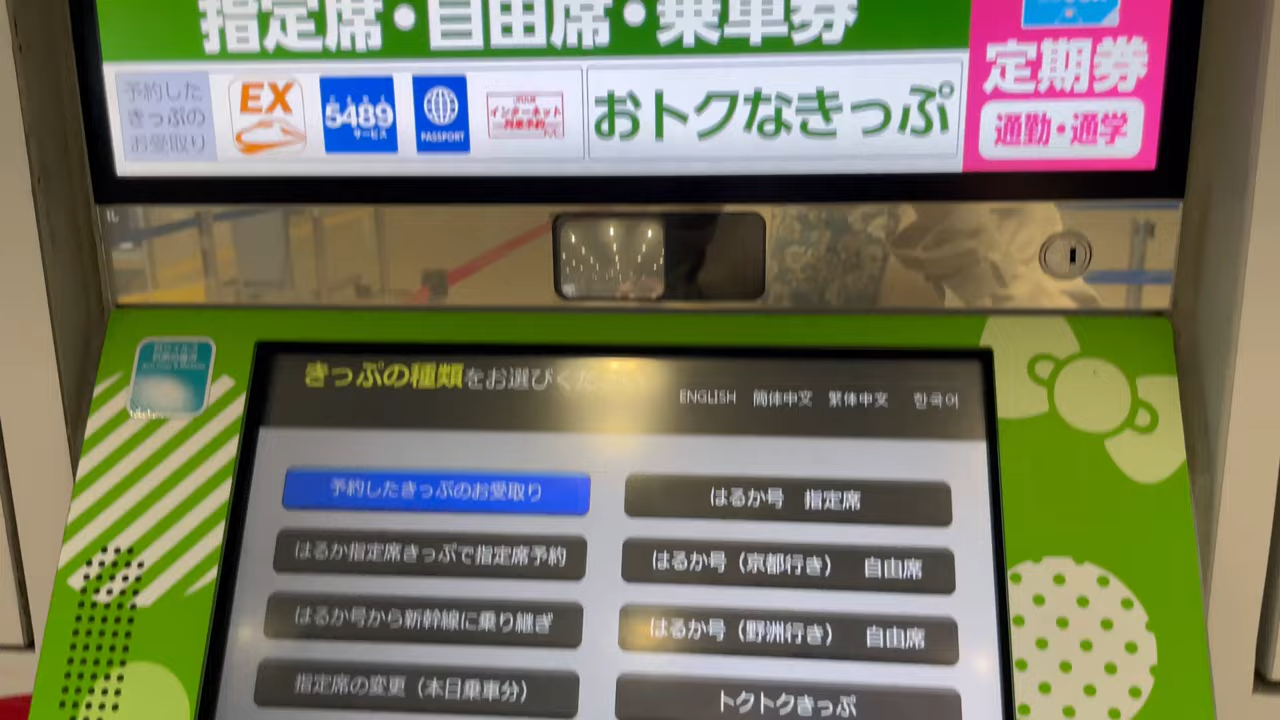 指定席・自由席・乗車券
定期券
通勤・通学
予約した
きっぷの
お受取り
EX
5489
サービス
PASSPORT
インターネット
おトクなきっぷ
きっぷの種類をお選びください
ENGLISH 簡体中文 繁体中文 한국어
予約したきっぷのお受取り
はるか号 指定席
はるか指定席きっぷで指定席予約
はるか号（京都行き） 自由席
はるか号から新幹線に乗り継ぎ
はるか号（野洲行き） 自由席
指定席の変更（本日乗車分）
トクトクきっぷ